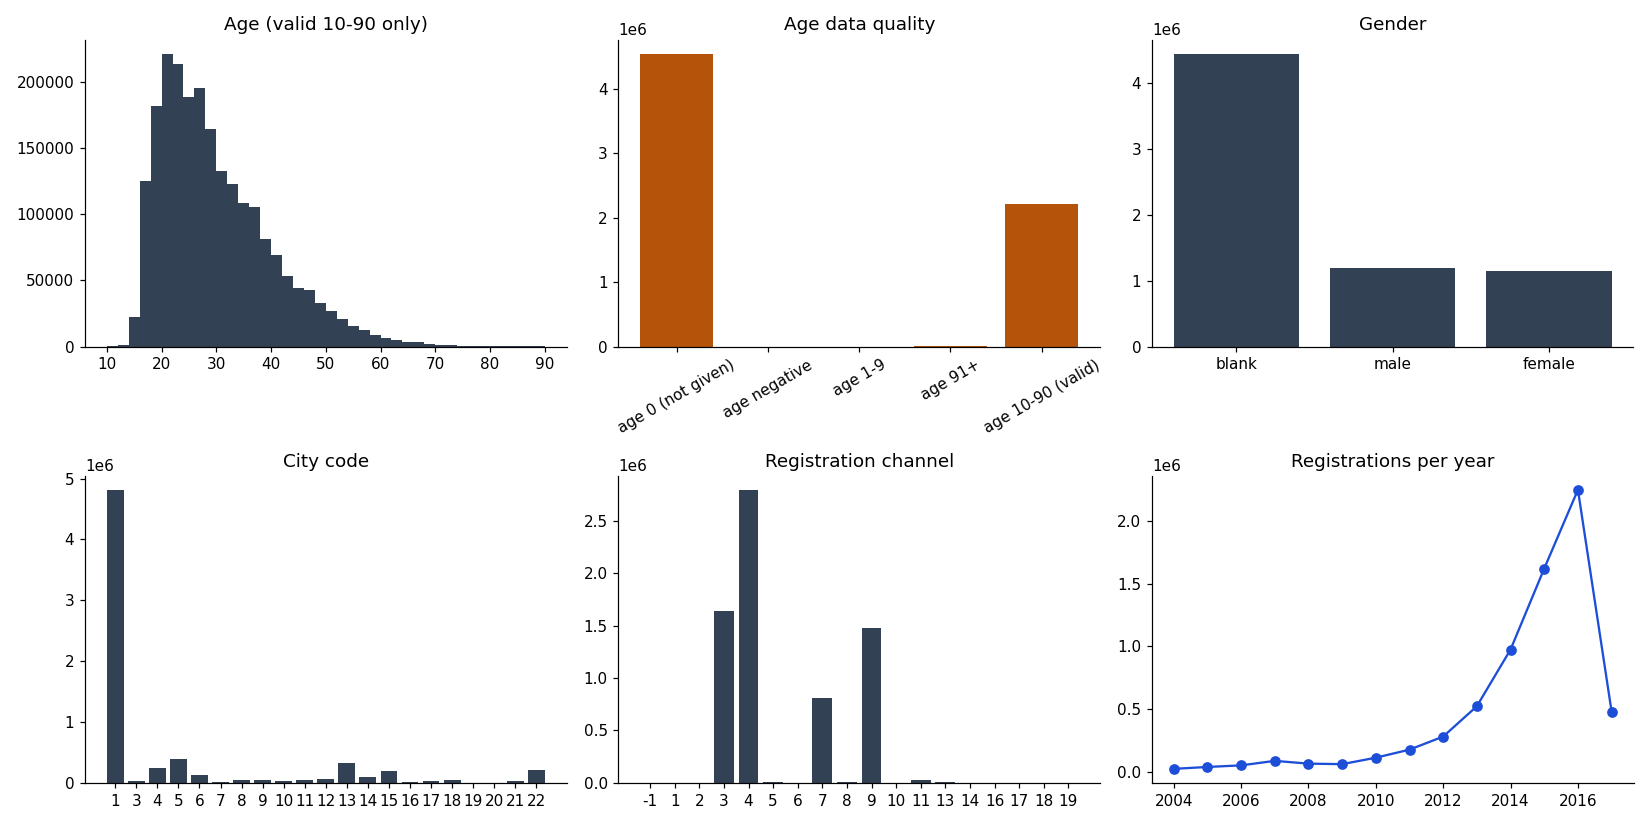 Age (valid 10-90 only)
200000
150000
100000
50000
0
10 20 30 40 50 60 70 80 90
Age data quality
1e6
4
3
2
1
0
age 0 (not given)
age negative
age 1-9
age 91+
age 10-90 (valid)
Gender
1e6
4
3
2
1
0
blank male female
City code
1e6
5
4
3
2
1
0
1 3 4 5 6 7 8 9 10 11 12 13 14 15 16 17 18 19 20 21 22
Registration channel
1e6
2.5
2.0
1.5
1.0
0.5
0.0
-1 1 2 3 4 5 6 7 8 9 10 11 13 14 16 17 18 19
Registrations per year
1e6
2.0
1.5
1.0
0.5
0.0
2004 2006 2008 2010 2012 2014 2016